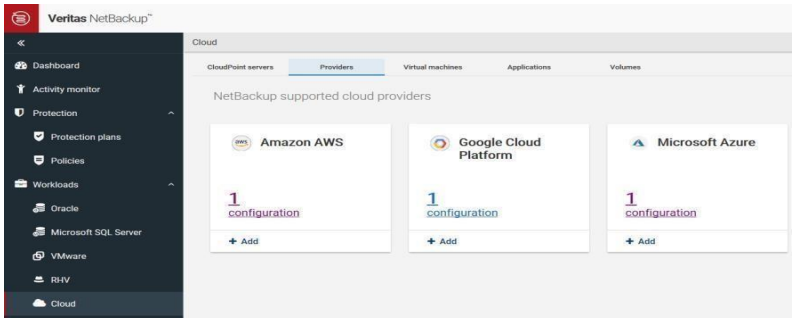 Veritas NetBackup™
«
Dashboard
Activity monitor
Protection
Protection plans
Policies
Workloads
Oracle
Microsoft SQL Server
VMware
RHV
Cloud
Cloud
CloudPoint servers Providers Virtual machines Applications Volumes
NetBackup supported cloud providers
aws Amazon AWS
1
configuration
+ Add
Google Cloud
Platform
1
configuration
+ Add
Microsoft Azure
1
configuration
+ Add